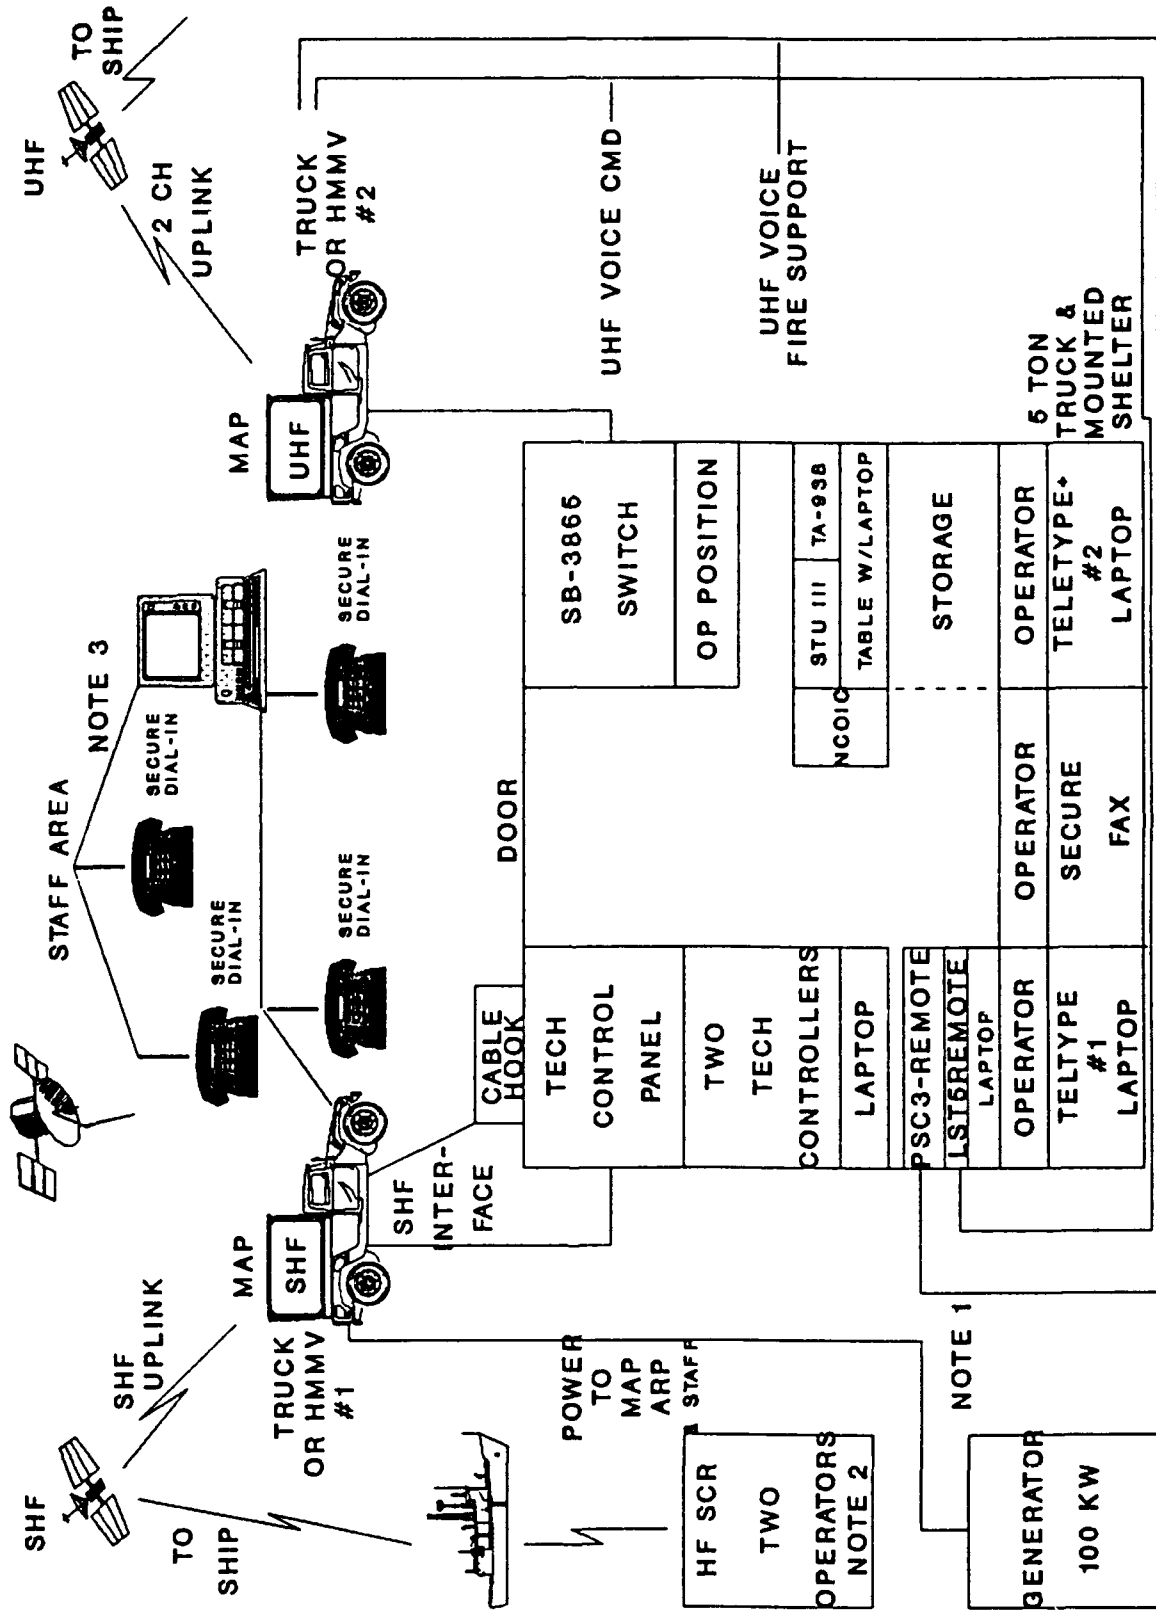 SHF
SHF
UPLINK
TO
SHIP
STAFF AREA
NOTE 3
UHF
TO
SHIP
2 CH
UPLINK
SECURE
DIAL-IN
SECURE
DIAL-IN
MAP
SHF
TRUCK
OR HMMV
#1
SECURE
DIAL-IN
SECURE
DIAL-IN
MAP
UHF
TRUCK
OR HMMV
#2
SHF
INTER-
FACE
CABLE
HOOK
DOOR
POWER
TO
MAP
ARP
& STAFF
HF SCR
TWO
OPERATORS
NOTE 2
NOTE 1
GENERATOR
100 KW
TECH
CONTROL
PANEL
TWO
TECH
CONTROLLERS
LAPTOP
PSC3-REMOTE
LST5REMOTE
LAPTOP
OPERATOR
TELTYPE
#1
LAPTOP
OPERATOR
SECURE
FAX
SB-3865
SWITCH
OP POSITION
STU III
TA-938
NCOIC
TABLE W/LAPTOP
STORAGE
OPERATOR
TELETYPE+
#2
LAPTOP
UHF VOICE CMD
UHF VOICE
FIRE SUPPORT
5 TON
TRUCK &
MOUNTED
SHELTER